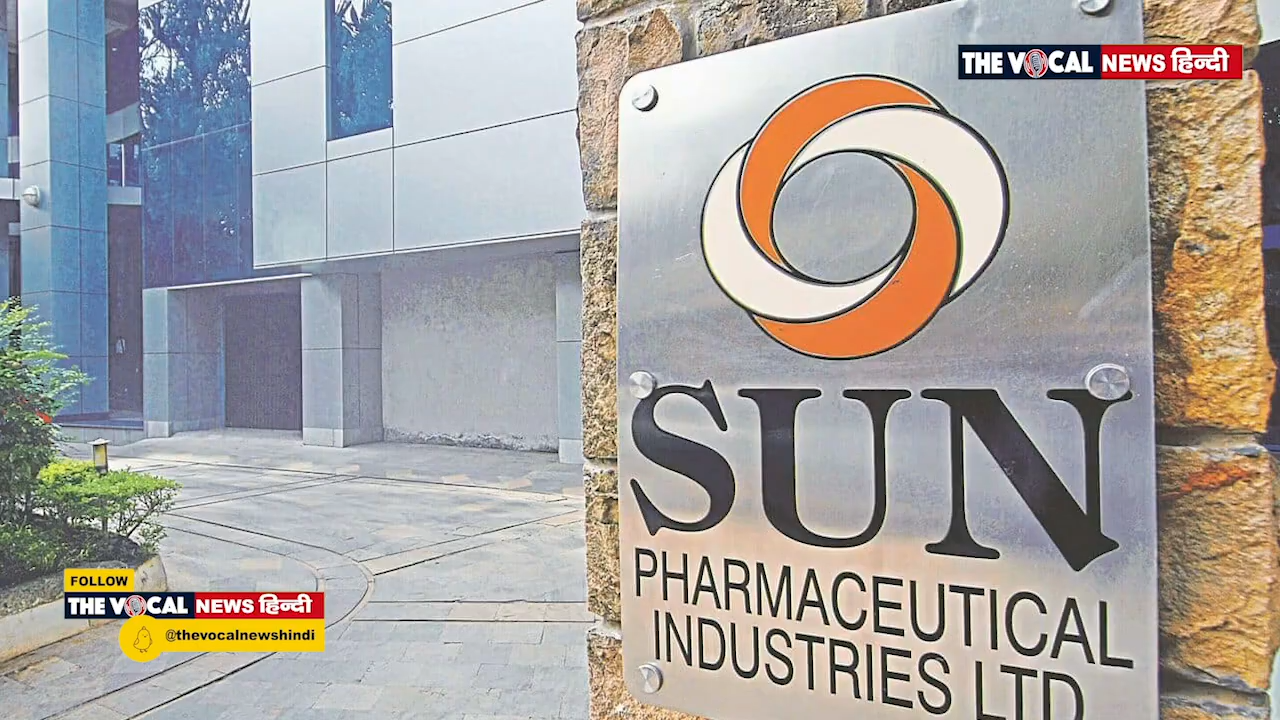 THE VOCAL NEWS हिन्दी
SUN
PHARMACEUTICAL
INDUSTRIES LTD
FOLLOW
THE VOCAL NEWS हिन्दी
@thevocalnewshindi